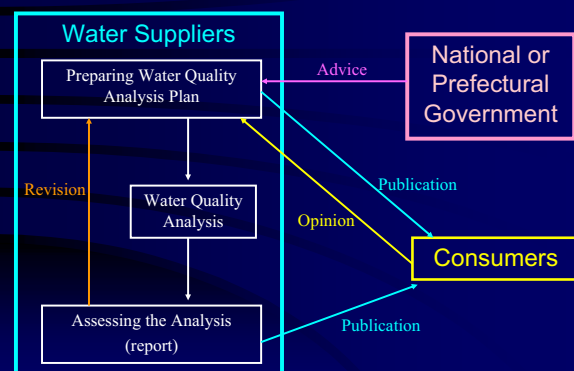 Water Suppliers
Preparing Water Quality
Analysis Plan
Advice
National or
Prefectural
Government
Publication
Revision
Water Quality
Analysis
Opinion
Consumers
Assessing the Analysis
(report)
Publication